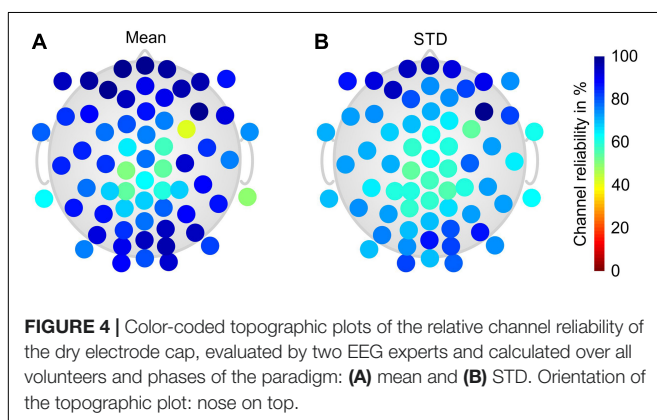 A
Mean
B
STD
100
80
60
40
20
0
Channel reliability in %
FIGURE 4 | Color-coded topographic plots of the relative channel reliability of
the dry electrode cap, evaluated by two EEG experts and calculated over all
volunteers and phases of the paradigm: (A) mean and (B) STD. Orientation of
the topographic plot: nose on top.